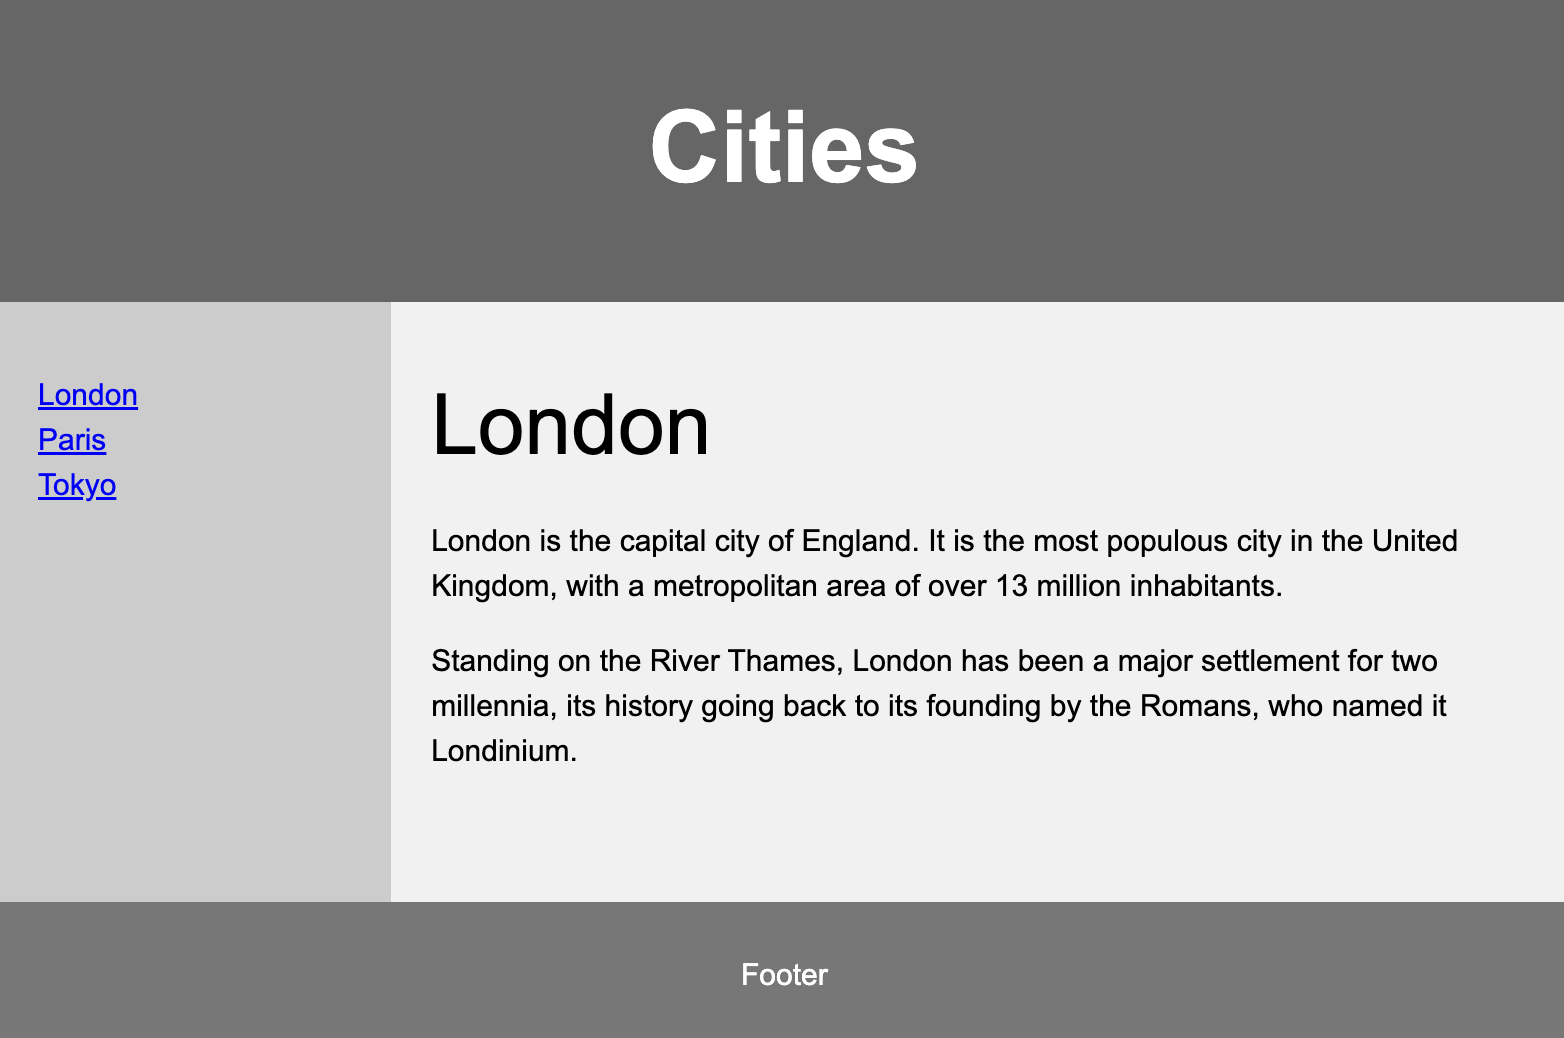 Cities
London
Paris
Tokyo
London
London is the capital city of England. It is the most populous city in the United
Kingdom, with a metropolitan area of over 13 million inhabitants.
Standing on the River Thames, London has been a major settlement for two
millennia, its history going back to its founding by the Romans, who named it
Londinium.
Footer